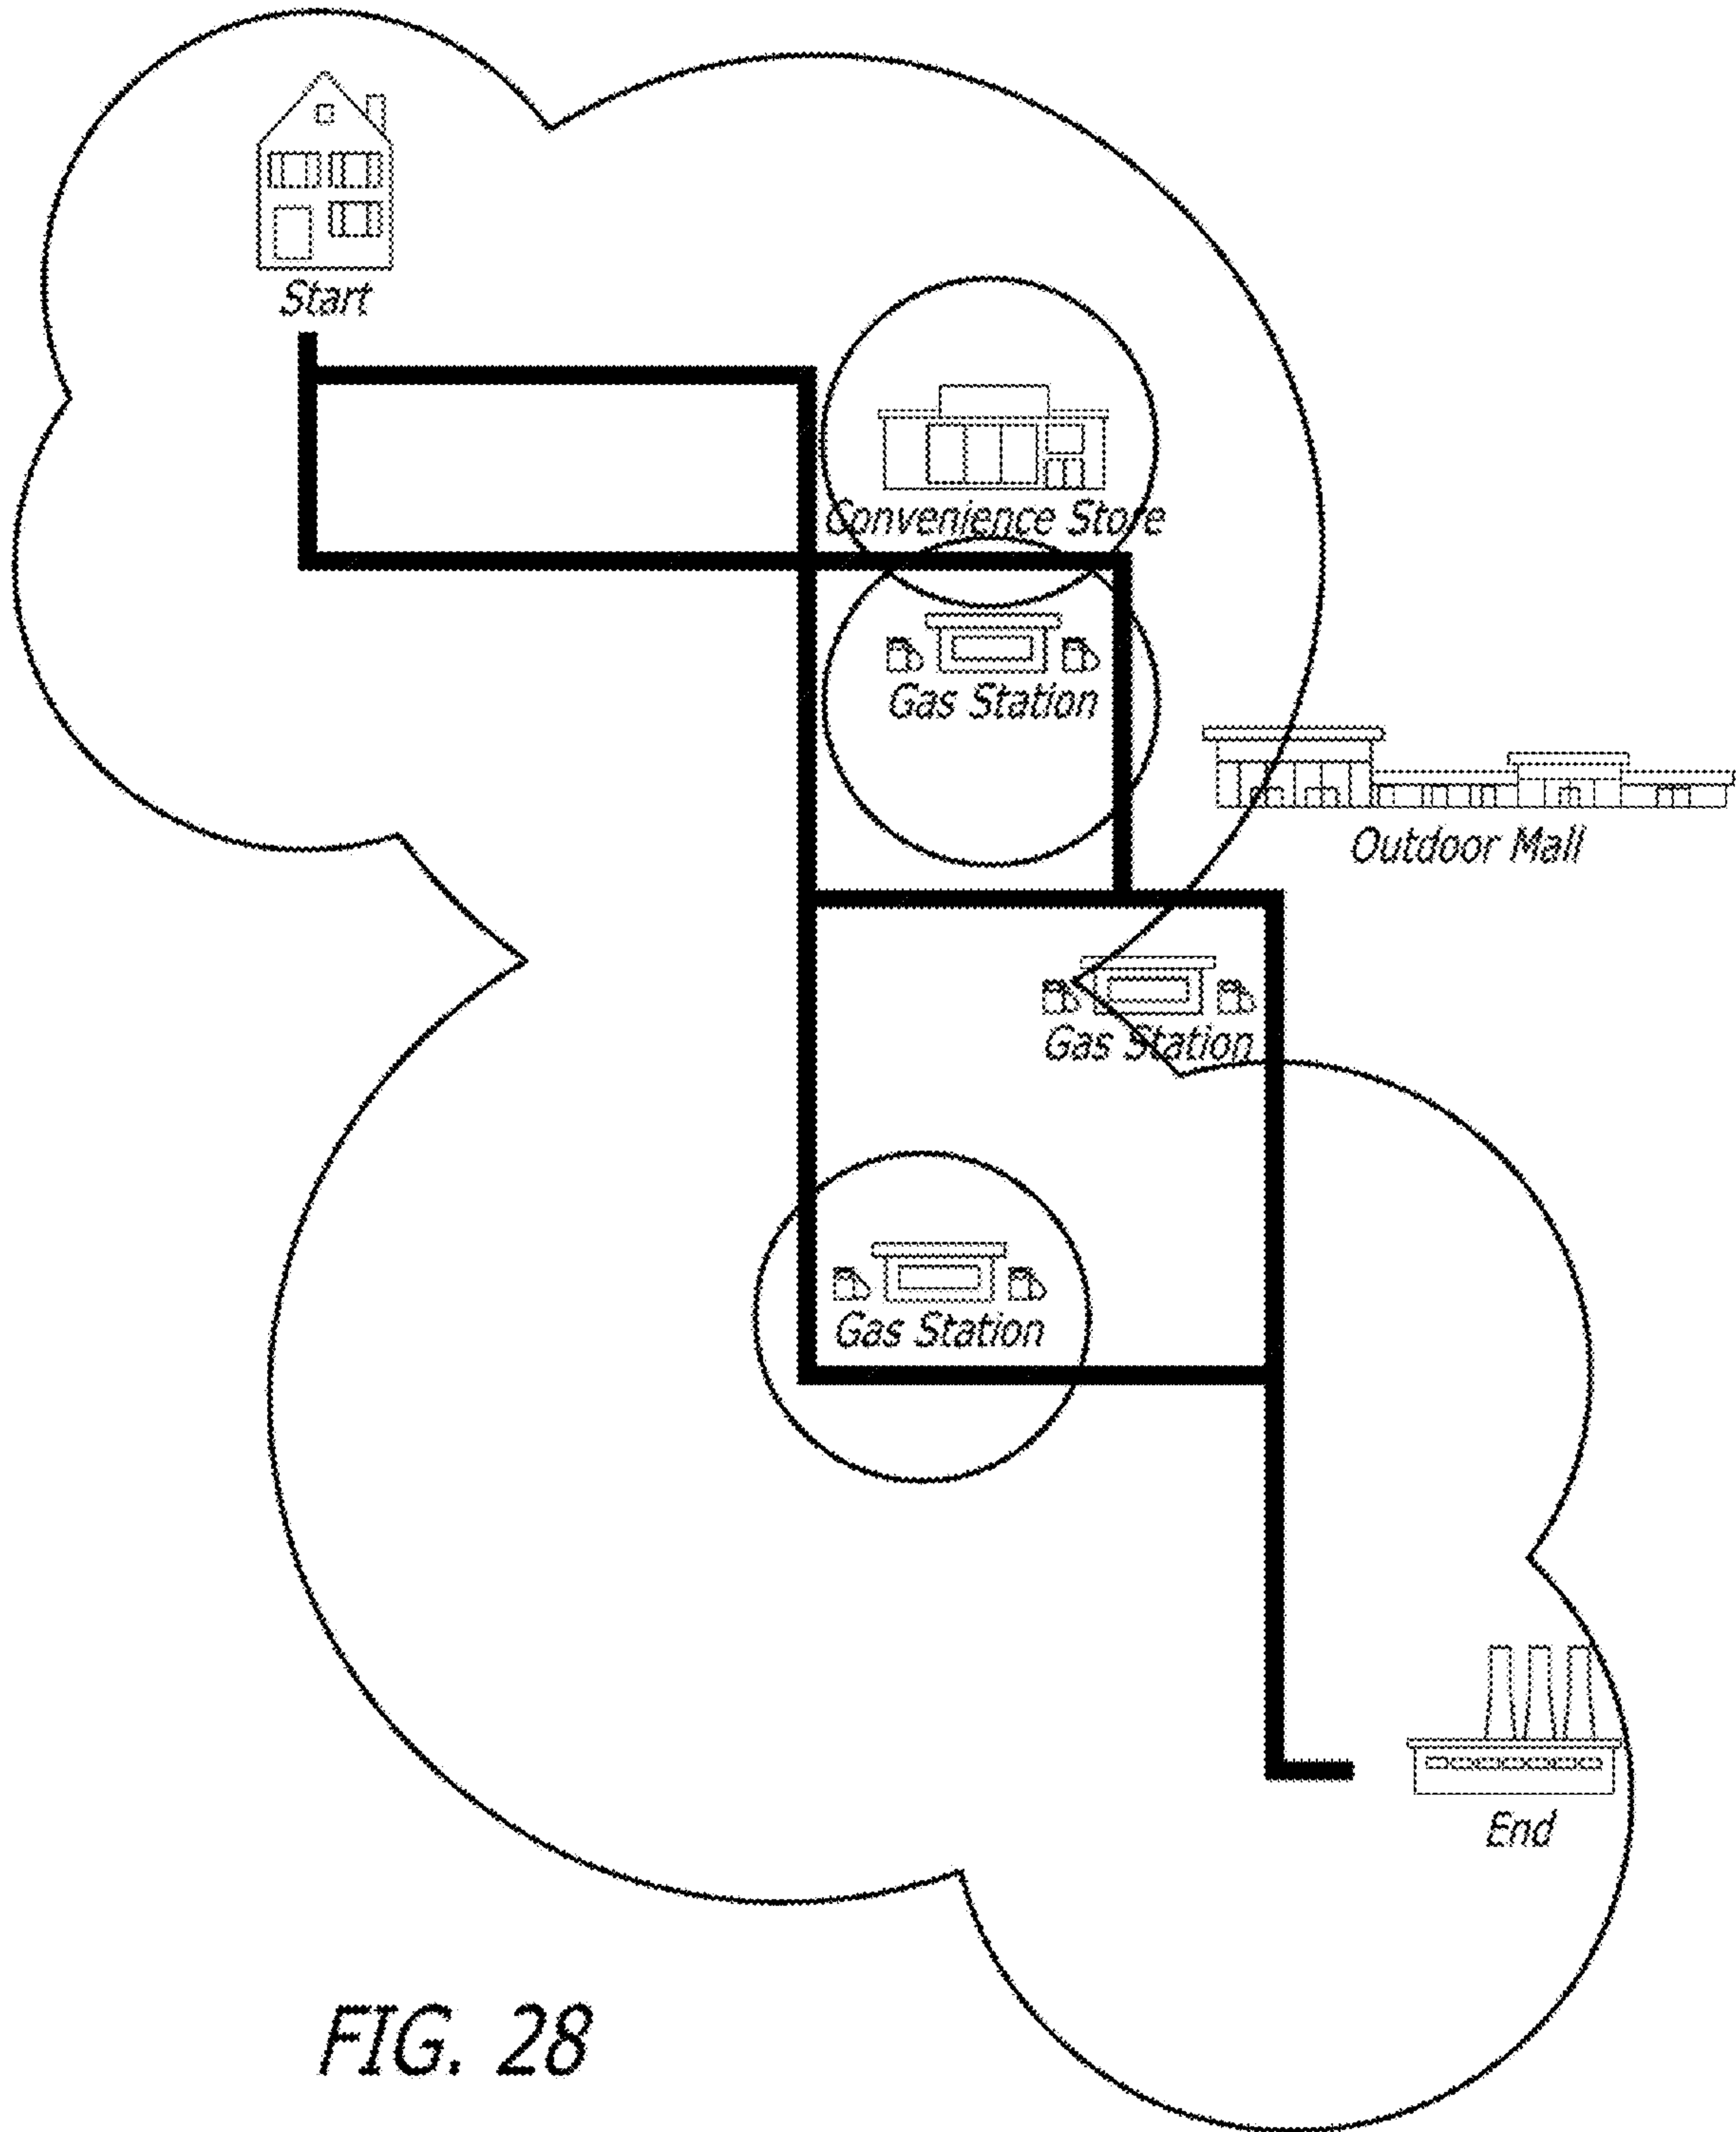 Start
Convenience Store
Gas Station
Outdoor Mall
Gas Station
Gas Station
End
FIG. 28